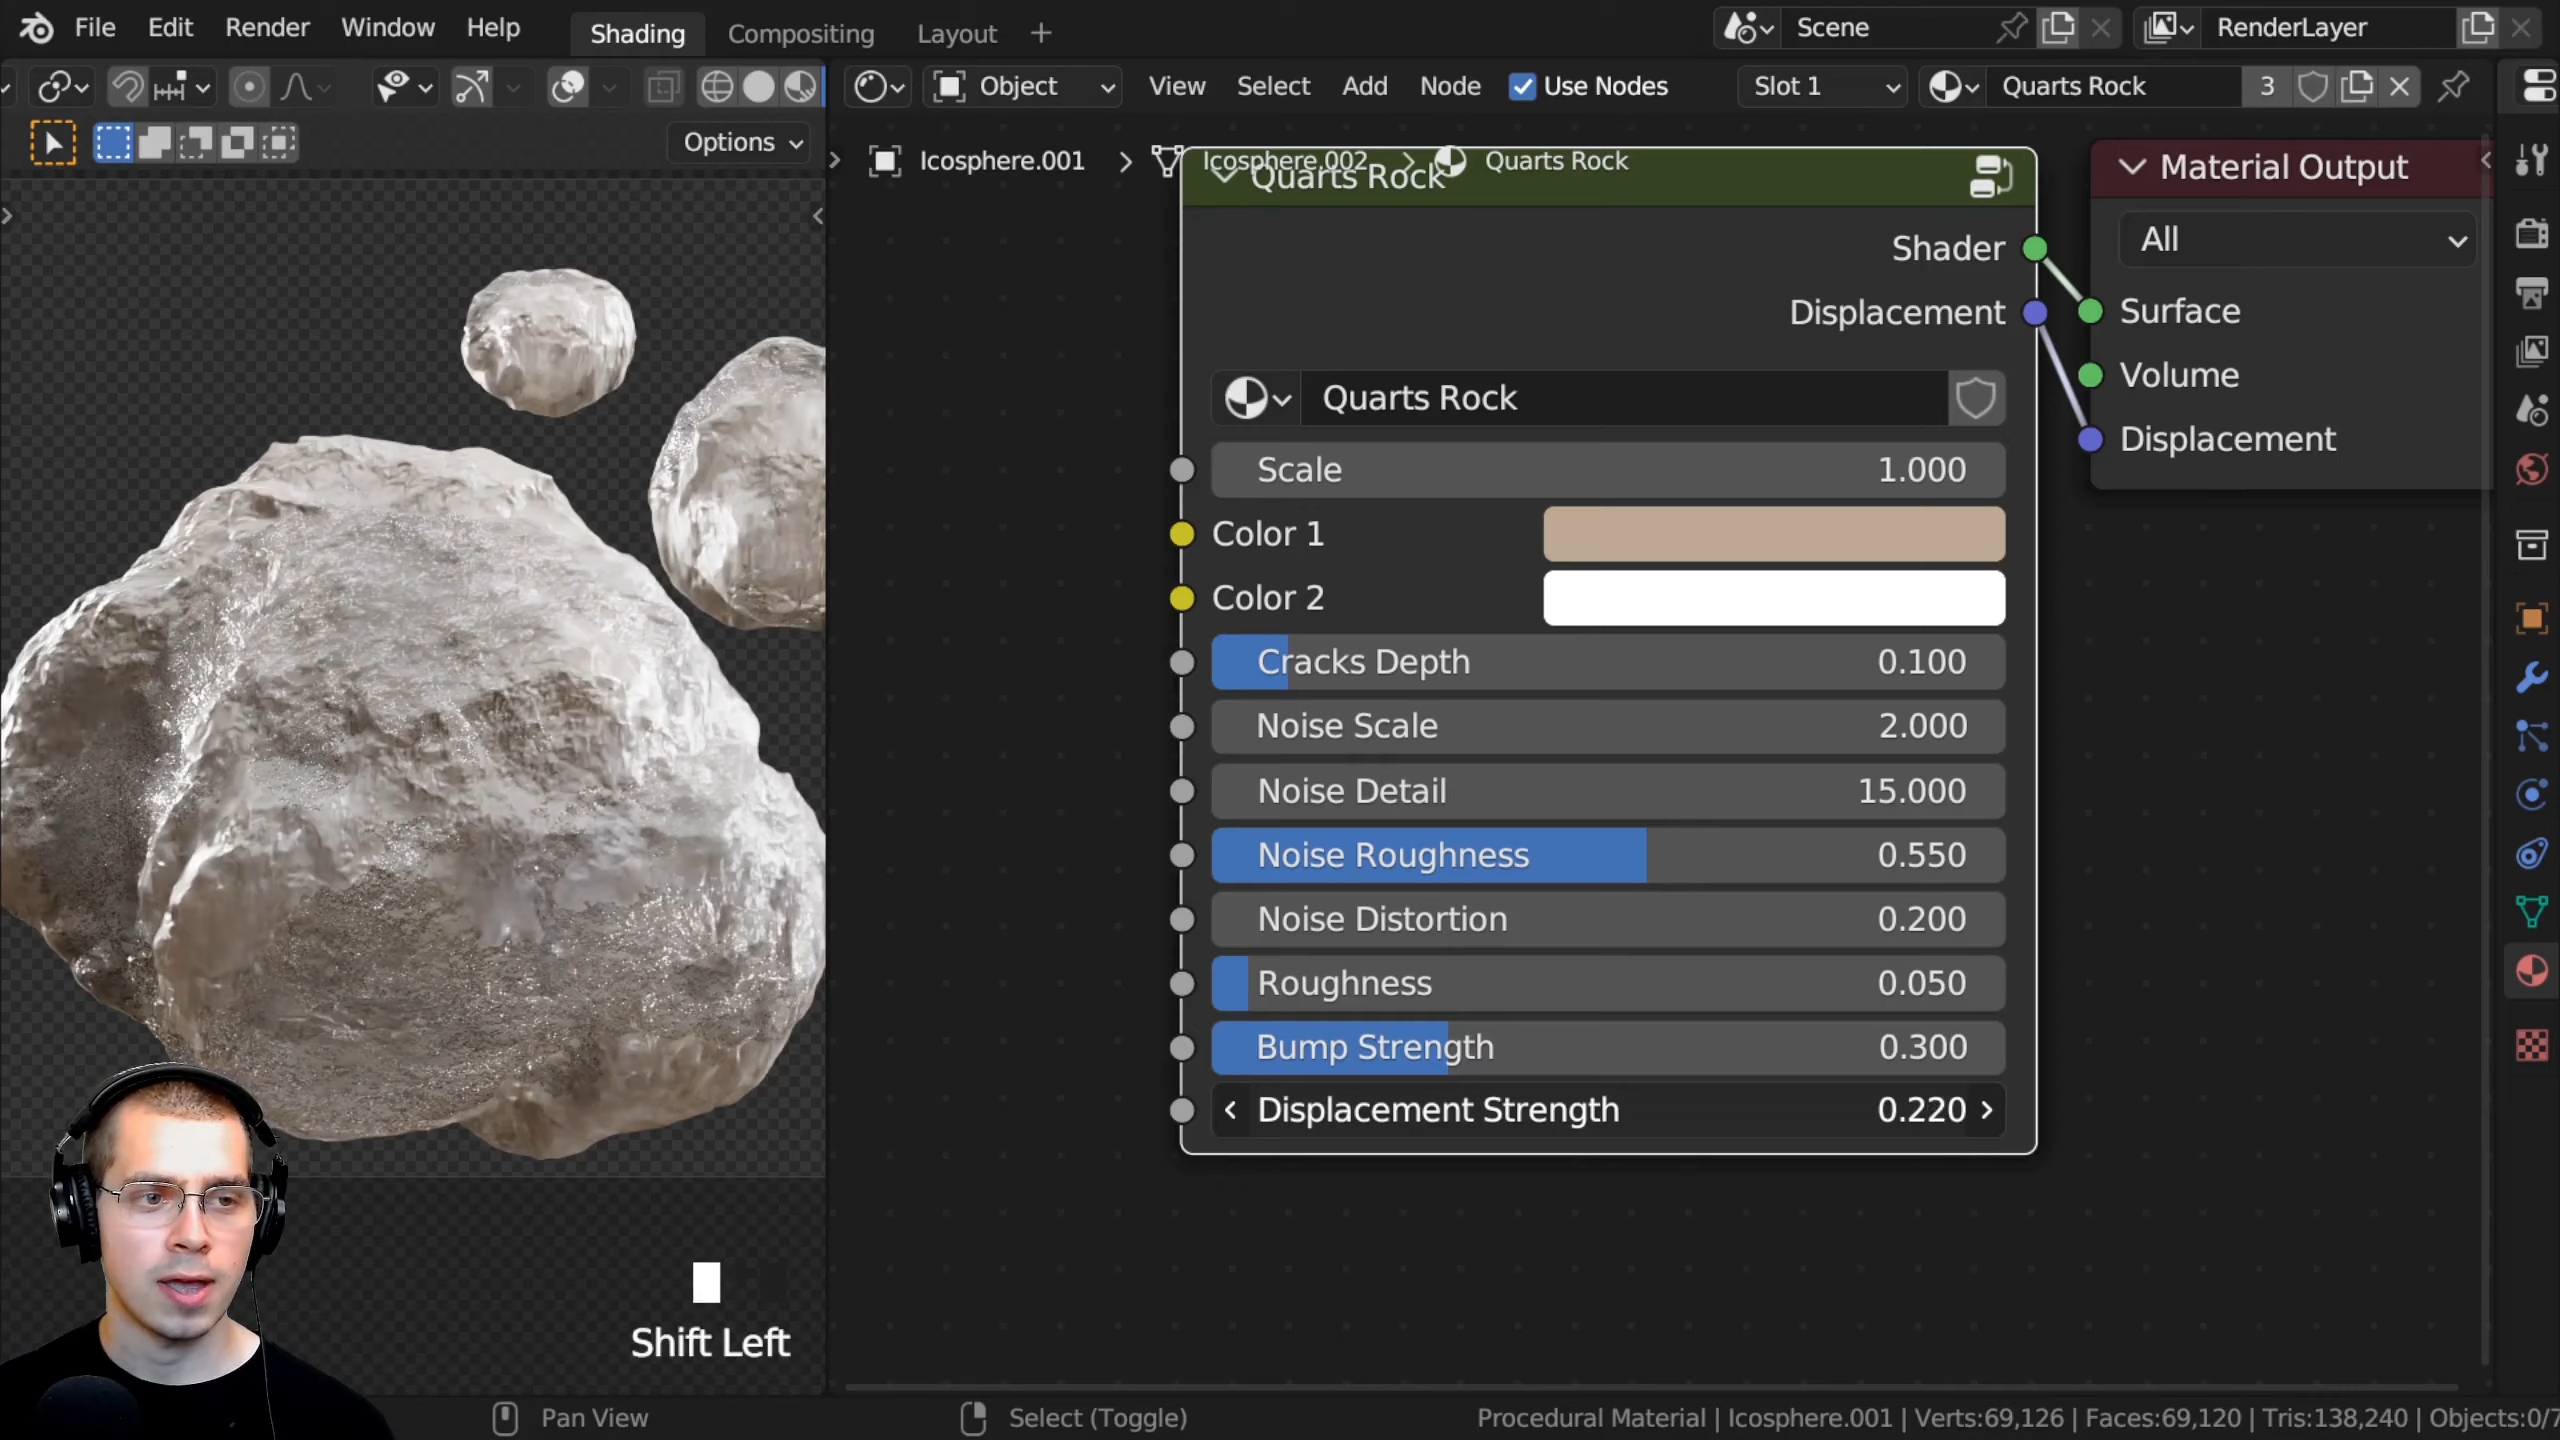 File Edit Render Window Help Shading Compositing Layout + Scene RenderLayer
Object View Select Add Node Use Nodes Slot 1 Quarts Rock 3
Options
Icosphere.001 > Icosphere.002 > Quarts Rock
Quarts Rock
Material Output
Shader
All
Displacement
Surface
Volume
Displacement
Quarts Rock
Scale 1.000
Color 1
Color 2
Cracks Depth 0.100
Noise Scale 2.000
Noise Detail 15.000
Noise Roughness 0.550
Noise Distortion 0.200
Roughness 0.050
Bump Strength 0.300
Displacement Strength 0.220
Shift Left
Pan View Select (Toggle) Procedural Material | Icosphere.001 | Verts:69,126 | Faces:69,120 | Tris:138,240 | Objects:0/7